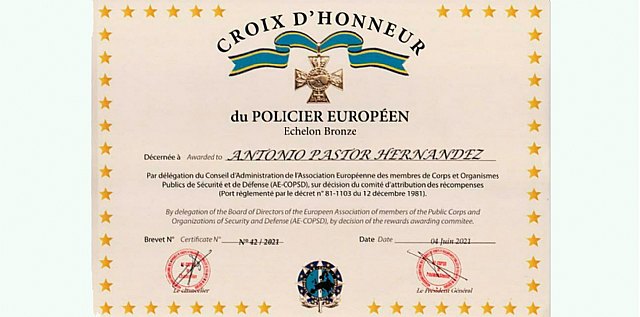 CROIX D'HONNEUR
du POLICIER EUROPÉEN
Echelon Bronze
Décernée à Awarded to ANTONIO PASTOR HERNANDEZ
Par délégation du Conseil d'Administration de l'Association Européenne des membres de Corps et Organismes
Publics de Sécurité et de Défense (AE-COPSD), sur décision du comité d'attribution des récompenses
(Port réglementé par le décret n° 81-1103 du 12 décembre 1981).
By delegation of the Board of Directors of the European Association of members of the Public Corps and
Organizations of Security and Defense (AE-COPSD), by decision of the rewards awarding commitee.
Brevet N° Certificate N° N° 42 / 2021 Date Date 04 Juin 2021
Le Chancelier Le Président Général